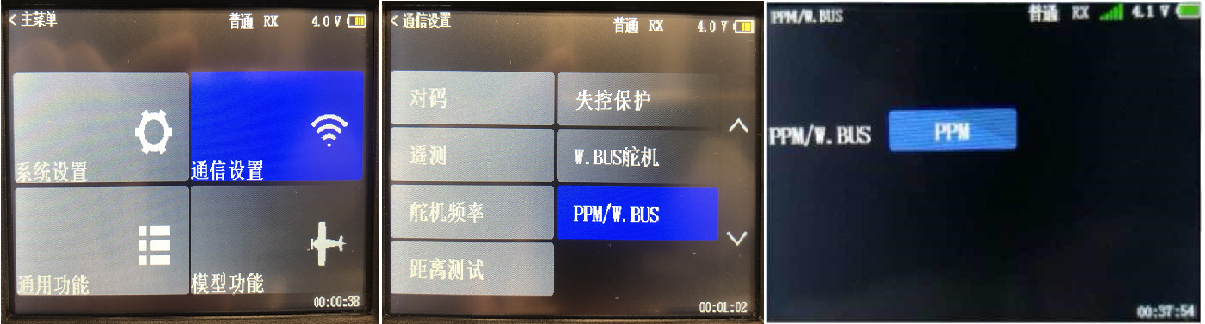 < 主菜单 普通 RX 4.0 V
系统设置 通信设置
通用功能 模型功能
00:00:38
< 通信设置 普通 RX 4.0 V
对码 失控保护
遥测 W.BUS舵机
舵机频率 PPM/W.BUS
距离测试
00:01:02
PPM/W.BUS 普通 RX 4.1 V
PPM/W.BUS PPM
00:37:54